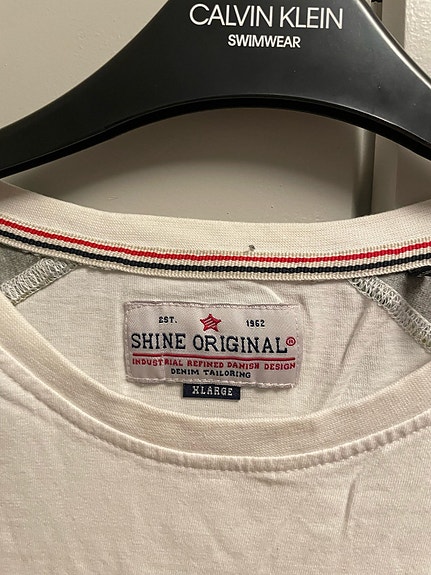 CALVIN KLEIN
SWIMWEAR
EST. 1962
SHINE ORIGINAL®
INDUSTRIAL REFINED DANISH DESIGN
DENIM TAILORING
XLARGE